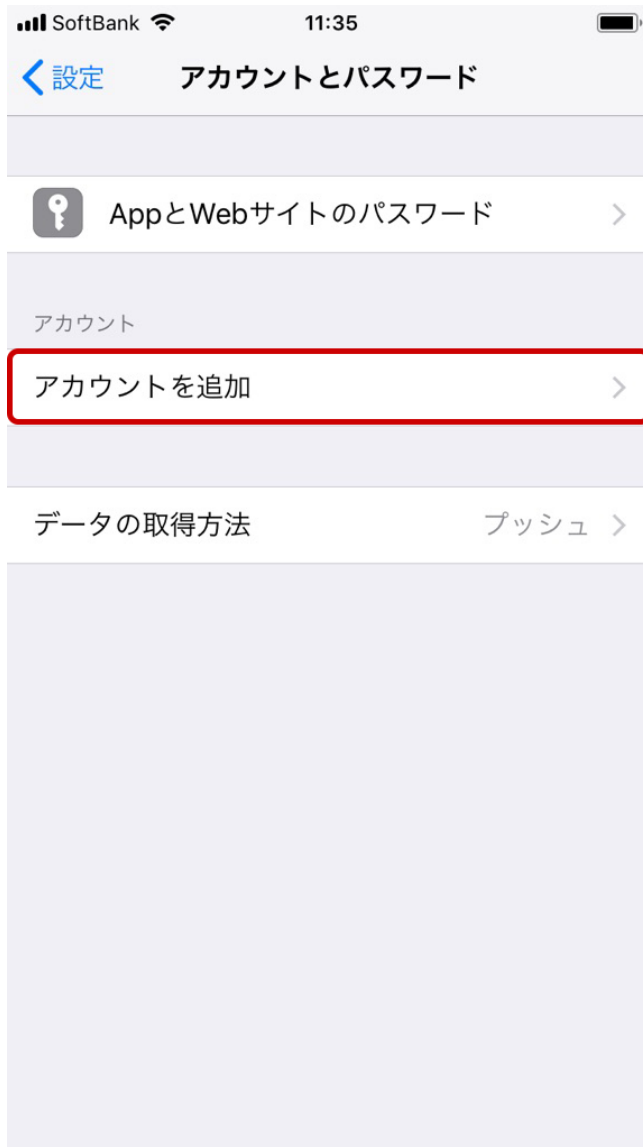 SoftBank 11:35
設定 アカウントとパスワード
AppとWebサイトのパスワード
アカウント
アカウントを追加
データの取得方法 プッシュ